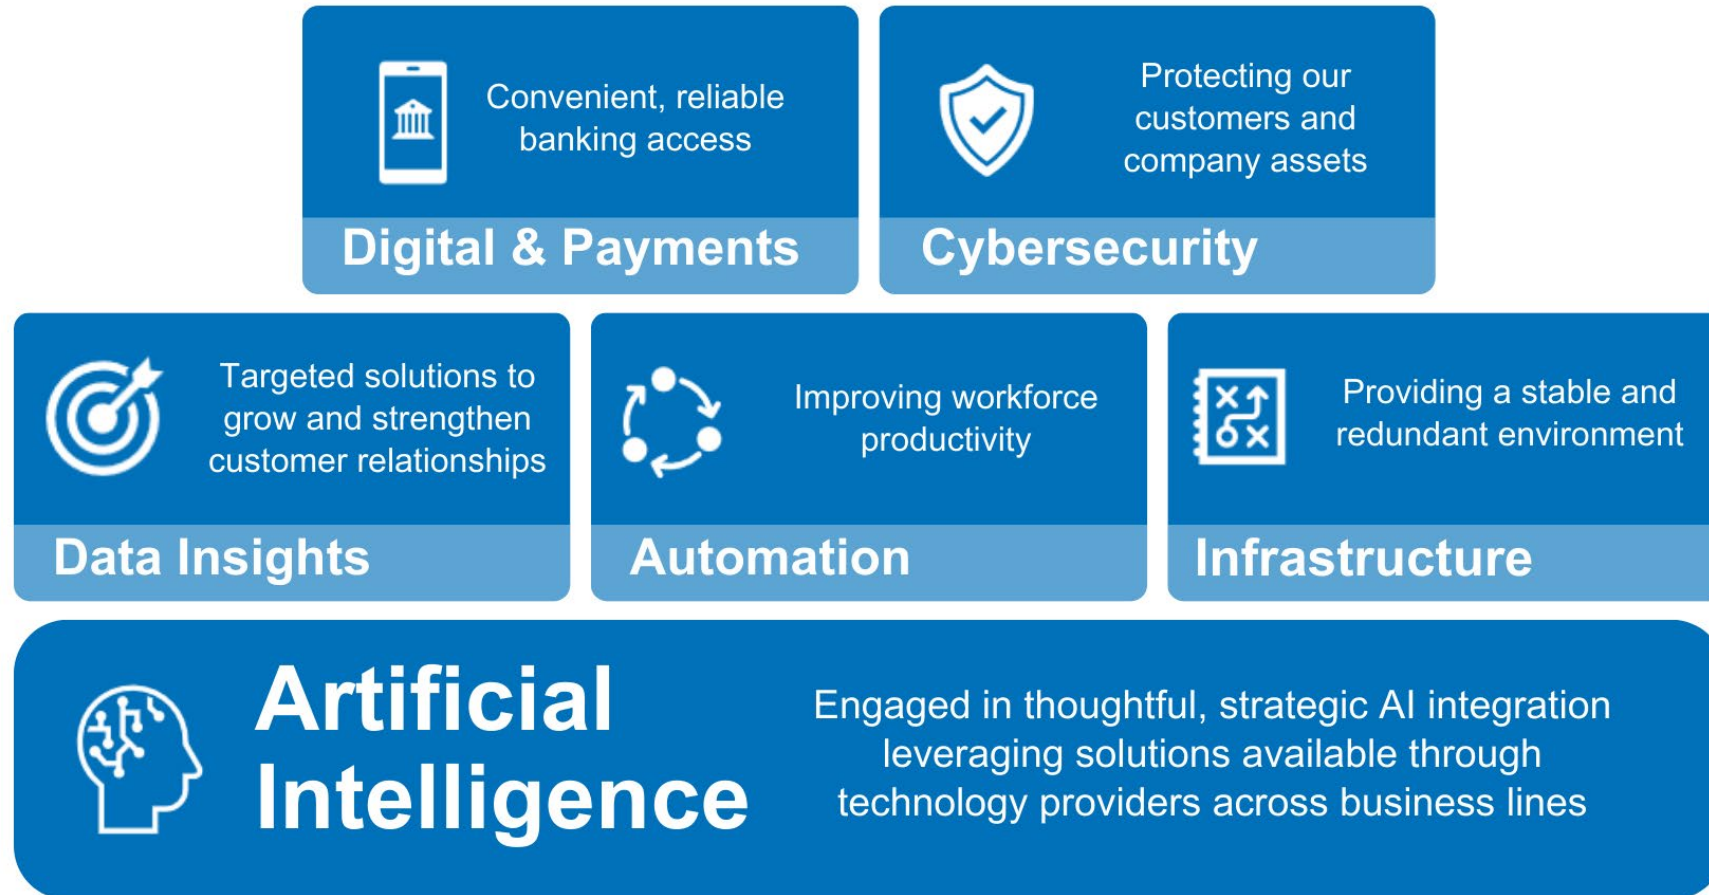 Convenient, reliable
banking access
Digital & Payments
Protecting our
customers and
company assets
Cybersecurity
Targeted solutions to
grow and strengthen
customer relationships
Data Insights
Improving workforce
productivity
Automation
Providing a stable and
redundant environment
Infrastructure
Artificial
Intelligence
Engaged in thoughtful, strategic AI integration
leveraging solutions available through
technology providers across business lines